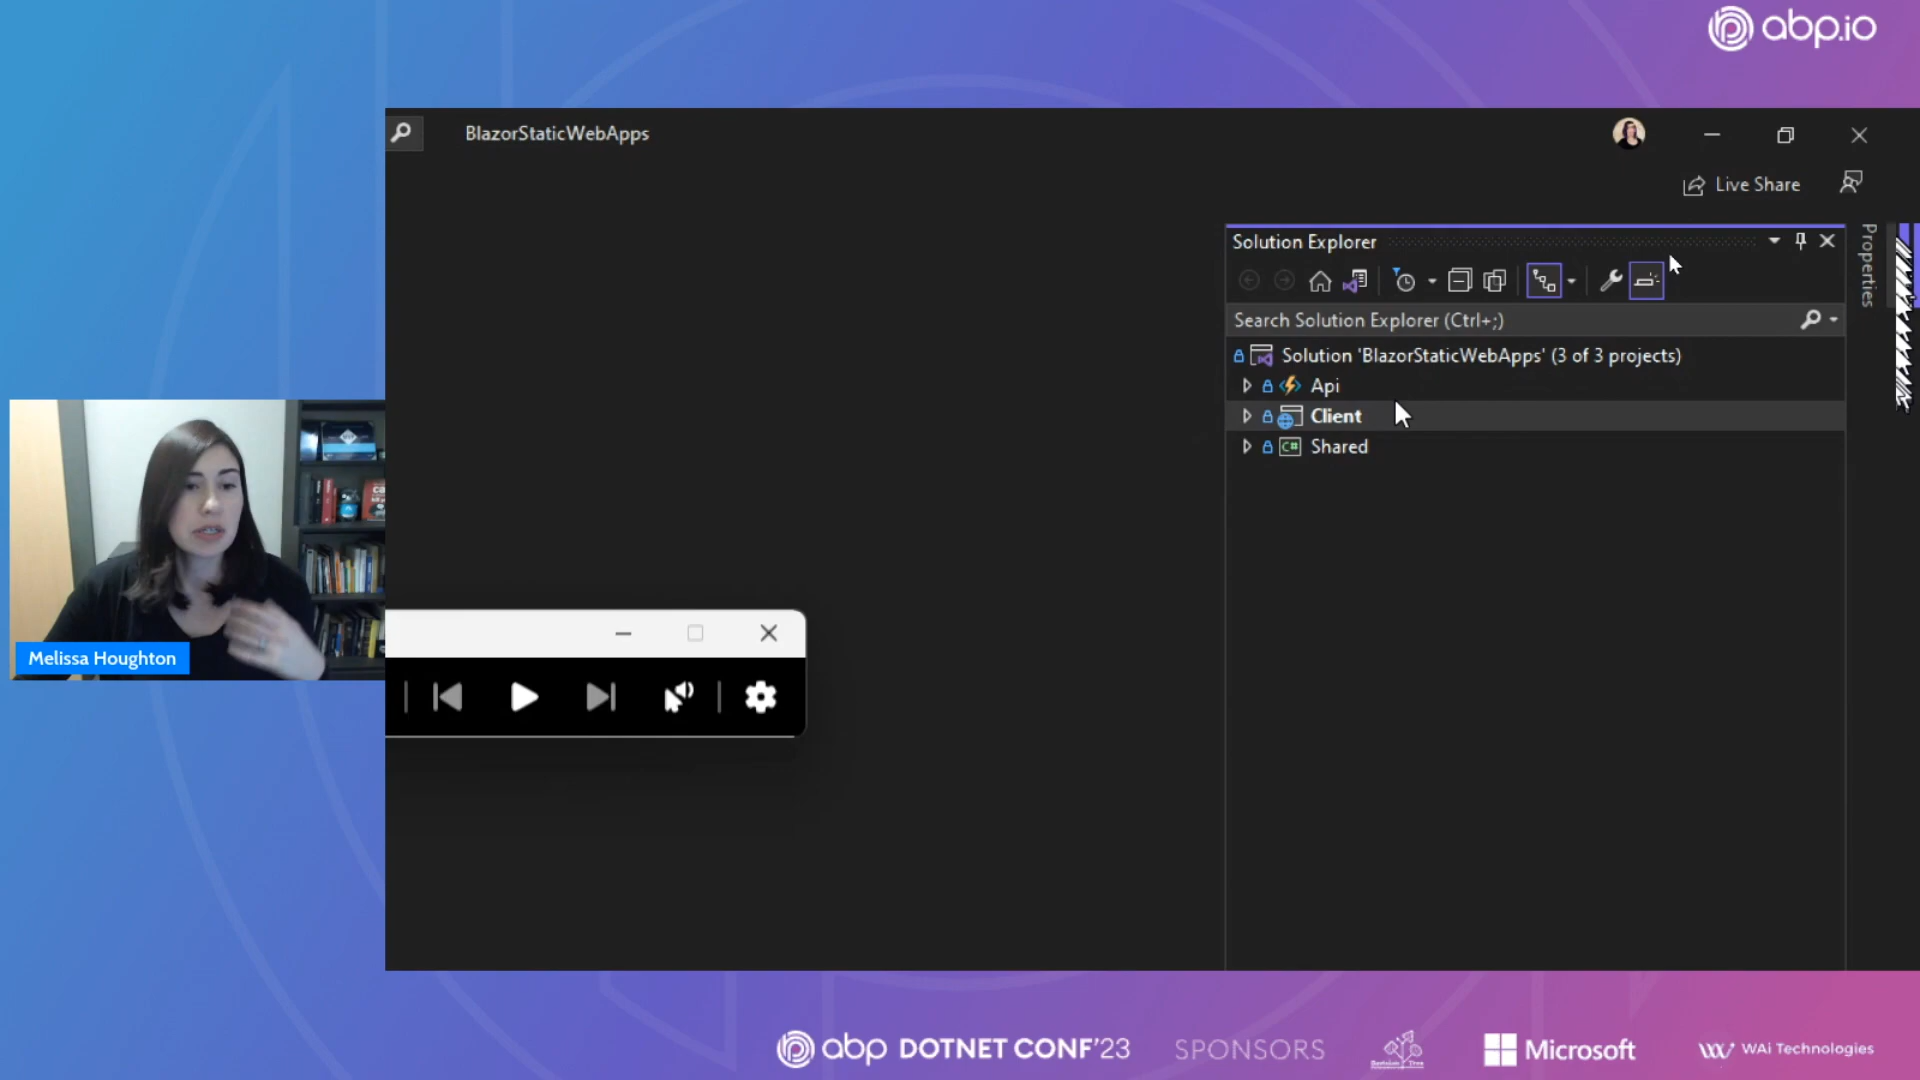 abp.io
BlazorStaticWebApps
Live Share
Solution Explorer
Properties
Search Solution Explorer (Ctrl+;)
Solution 'BlazorStaticWebApps' (3 of 3 projects)
Api
Client
C# Shared
Melissa Houghton
abp DOTNET CONF'23
SPONSORS
Microsoft
WAi Technologies